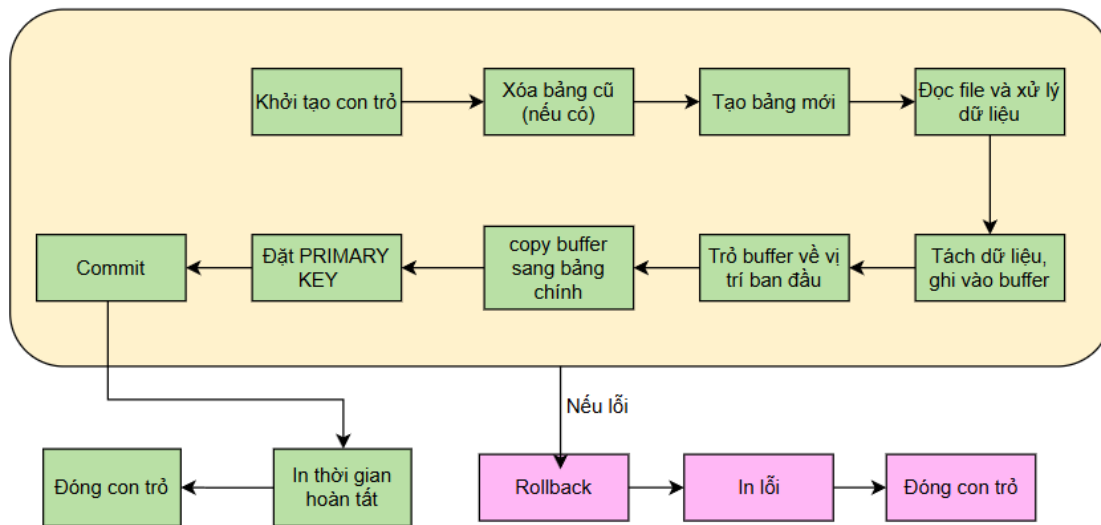 Khởi tạo con trỏ
Xóa bảng cũ
(nếu có)
Tạo bảng mới
Đọc file và xử lý
dữ liệu
Commit
Đặt PRIMARY
KEY
copy buffer
sang bảng
chính
Trỏ buffer về vị
trí ban đầu
Tách dữ liệu,
ghi vào buffer
Nếu lỗi
Đóng con trỏ
In thời gian
hoàn tất
Rollback
In lỗi
Đóng con trỏ